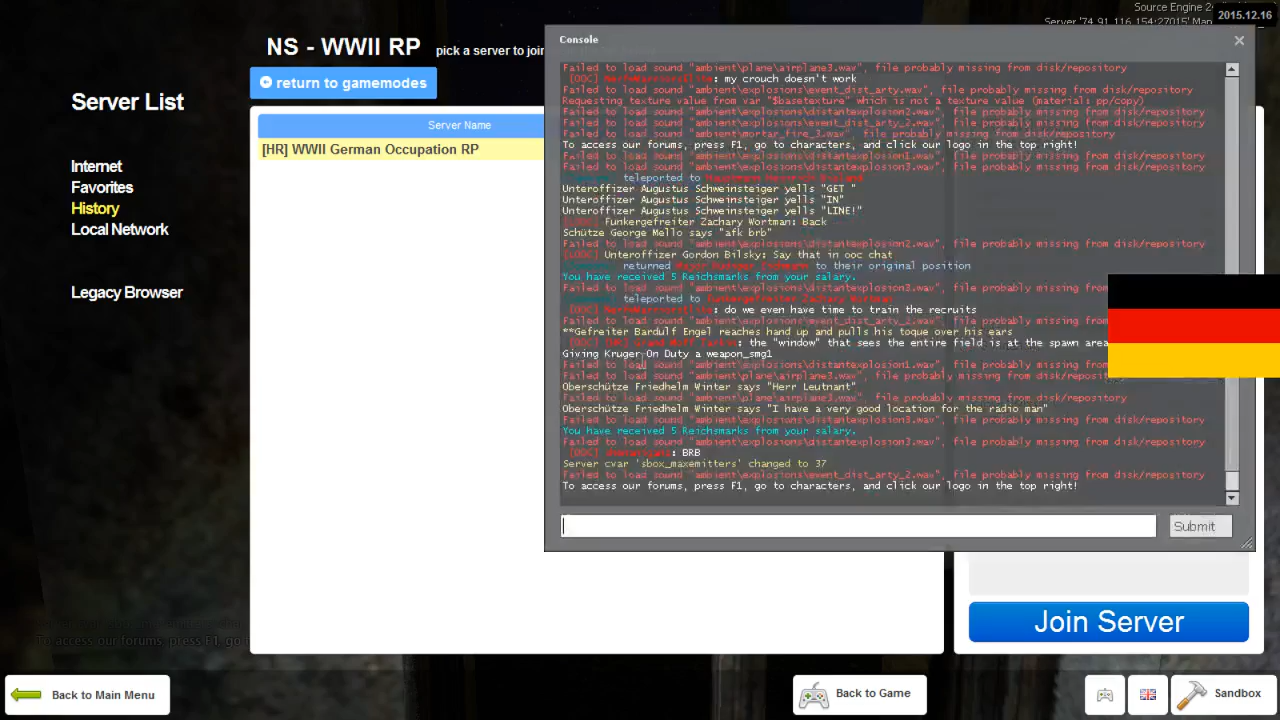 Source Engine 2
2015.12.16
Server '74.91.116.154:27015' Map
NS - WWII RP pick a server to join
return to gamemodes
Server List
Internet
Favorites
History
Local Network
Legacy Browser
Server Name
[HR] WWII German Occupation RP
Console
Failed to load sound "ambient\plane\airplane3.wav", file probably missing from disk/repository
[OOC] : my crouch doesn't work
Failed to load sound "ambient\explosions\event_dist_arty.wav", file probably missing from disk/repository
Requesting texture value from var "$basetexture" which is not a texture value (material: pp/copy)
Failed to load sound "ambient\explosions\distantexplosion2.wav", file probably missing from disk/repository
Failed to load sound "ambient\explosions\event_dist_arty_2.wav", file probably missing from disk/repository
Failed to load sound "ambient\mortar_fire_3.wav", file probably missing from disk/repository
To access our forums, press F1, go to characters, and click our logo in the top right!
Failed to load sound "ambient\explosions\distantexplosion1.wav", file probably missing from disk/repository
Failed to load sound "ambient\explosions\distantexplosion3.wav", file probably missing from disk/repository
teleported to
Unteroffizer Augustus Schweinsteiger yells "GET "
Unteroffizer Augustus Schweinsteiger yells "IN"
Unteroffizer Augustus Schweinsteiger yells "LINE!"
Funkergefreiter Zachary Wortman: Back
Schütze George Mello says "afk brb"
Failed to load sound "ambient\explosions\distantexplosion2.wav", file probably missing from disk/repository
[LOOC] Unteroffizer Gordon Bilsky: Say that in ooc chat
returned to their original position
You have received 5 Reichsmarks from your salary.
Failed to load sound "ambient\explosions\distantexplosion3.wav", file probably missing from disk/repository
teleported to Funkergefreiter Zachary Wortman
[OOC] : do we even have time to train the recruits
Failed to load sound "ambient\explosions\event_dist_arty_2.wav", file probably missing from disk/repository
**Gefreiter Bardulf Engel reaches hand up and pulls his toque over his ears
[OOC] [HR] Grand Moff : the "window" that sees the entire field is at the spawn area
Giving Kruger On Duty a weapon_smg1
Failed to load sound "ambient\explosions\distantexplosion1.wav", file probably missing from disk/repository
Failed to load sound "ambient\plane\airplane3.wav", file probably missing from disk/repository
Oberschütze Friedhelm Winter says "Herr Leutnant"
Failed to load sound "ambient\plane\airplane3.wav", file probably missing from disk/repository
Oberschütze Friedhelm Winter says "I have a very good location for the radio man"
Failed to load sound "ambient\explosions\distantexplosion3.wav", file probably missing from disk/repository
You have received 5 Reichsmarks from your salary.
Failed to load sound "ambient\explosions\distantexplosion3.wav", file probably missing from disk/repository
[OOC] : BRB
Server cvar 'sbox_maxemitters' changed to 37
Failed to load sound "ambient\explosions\event_dist_arty_2.wav", file probably missing from disk/repository
To access our forums, press F1, go to characters, and click our logo in the top right!
Submit
To access our forums, press F1, go
Join Server
Back to Main Menu
Back to Game
Sandbox